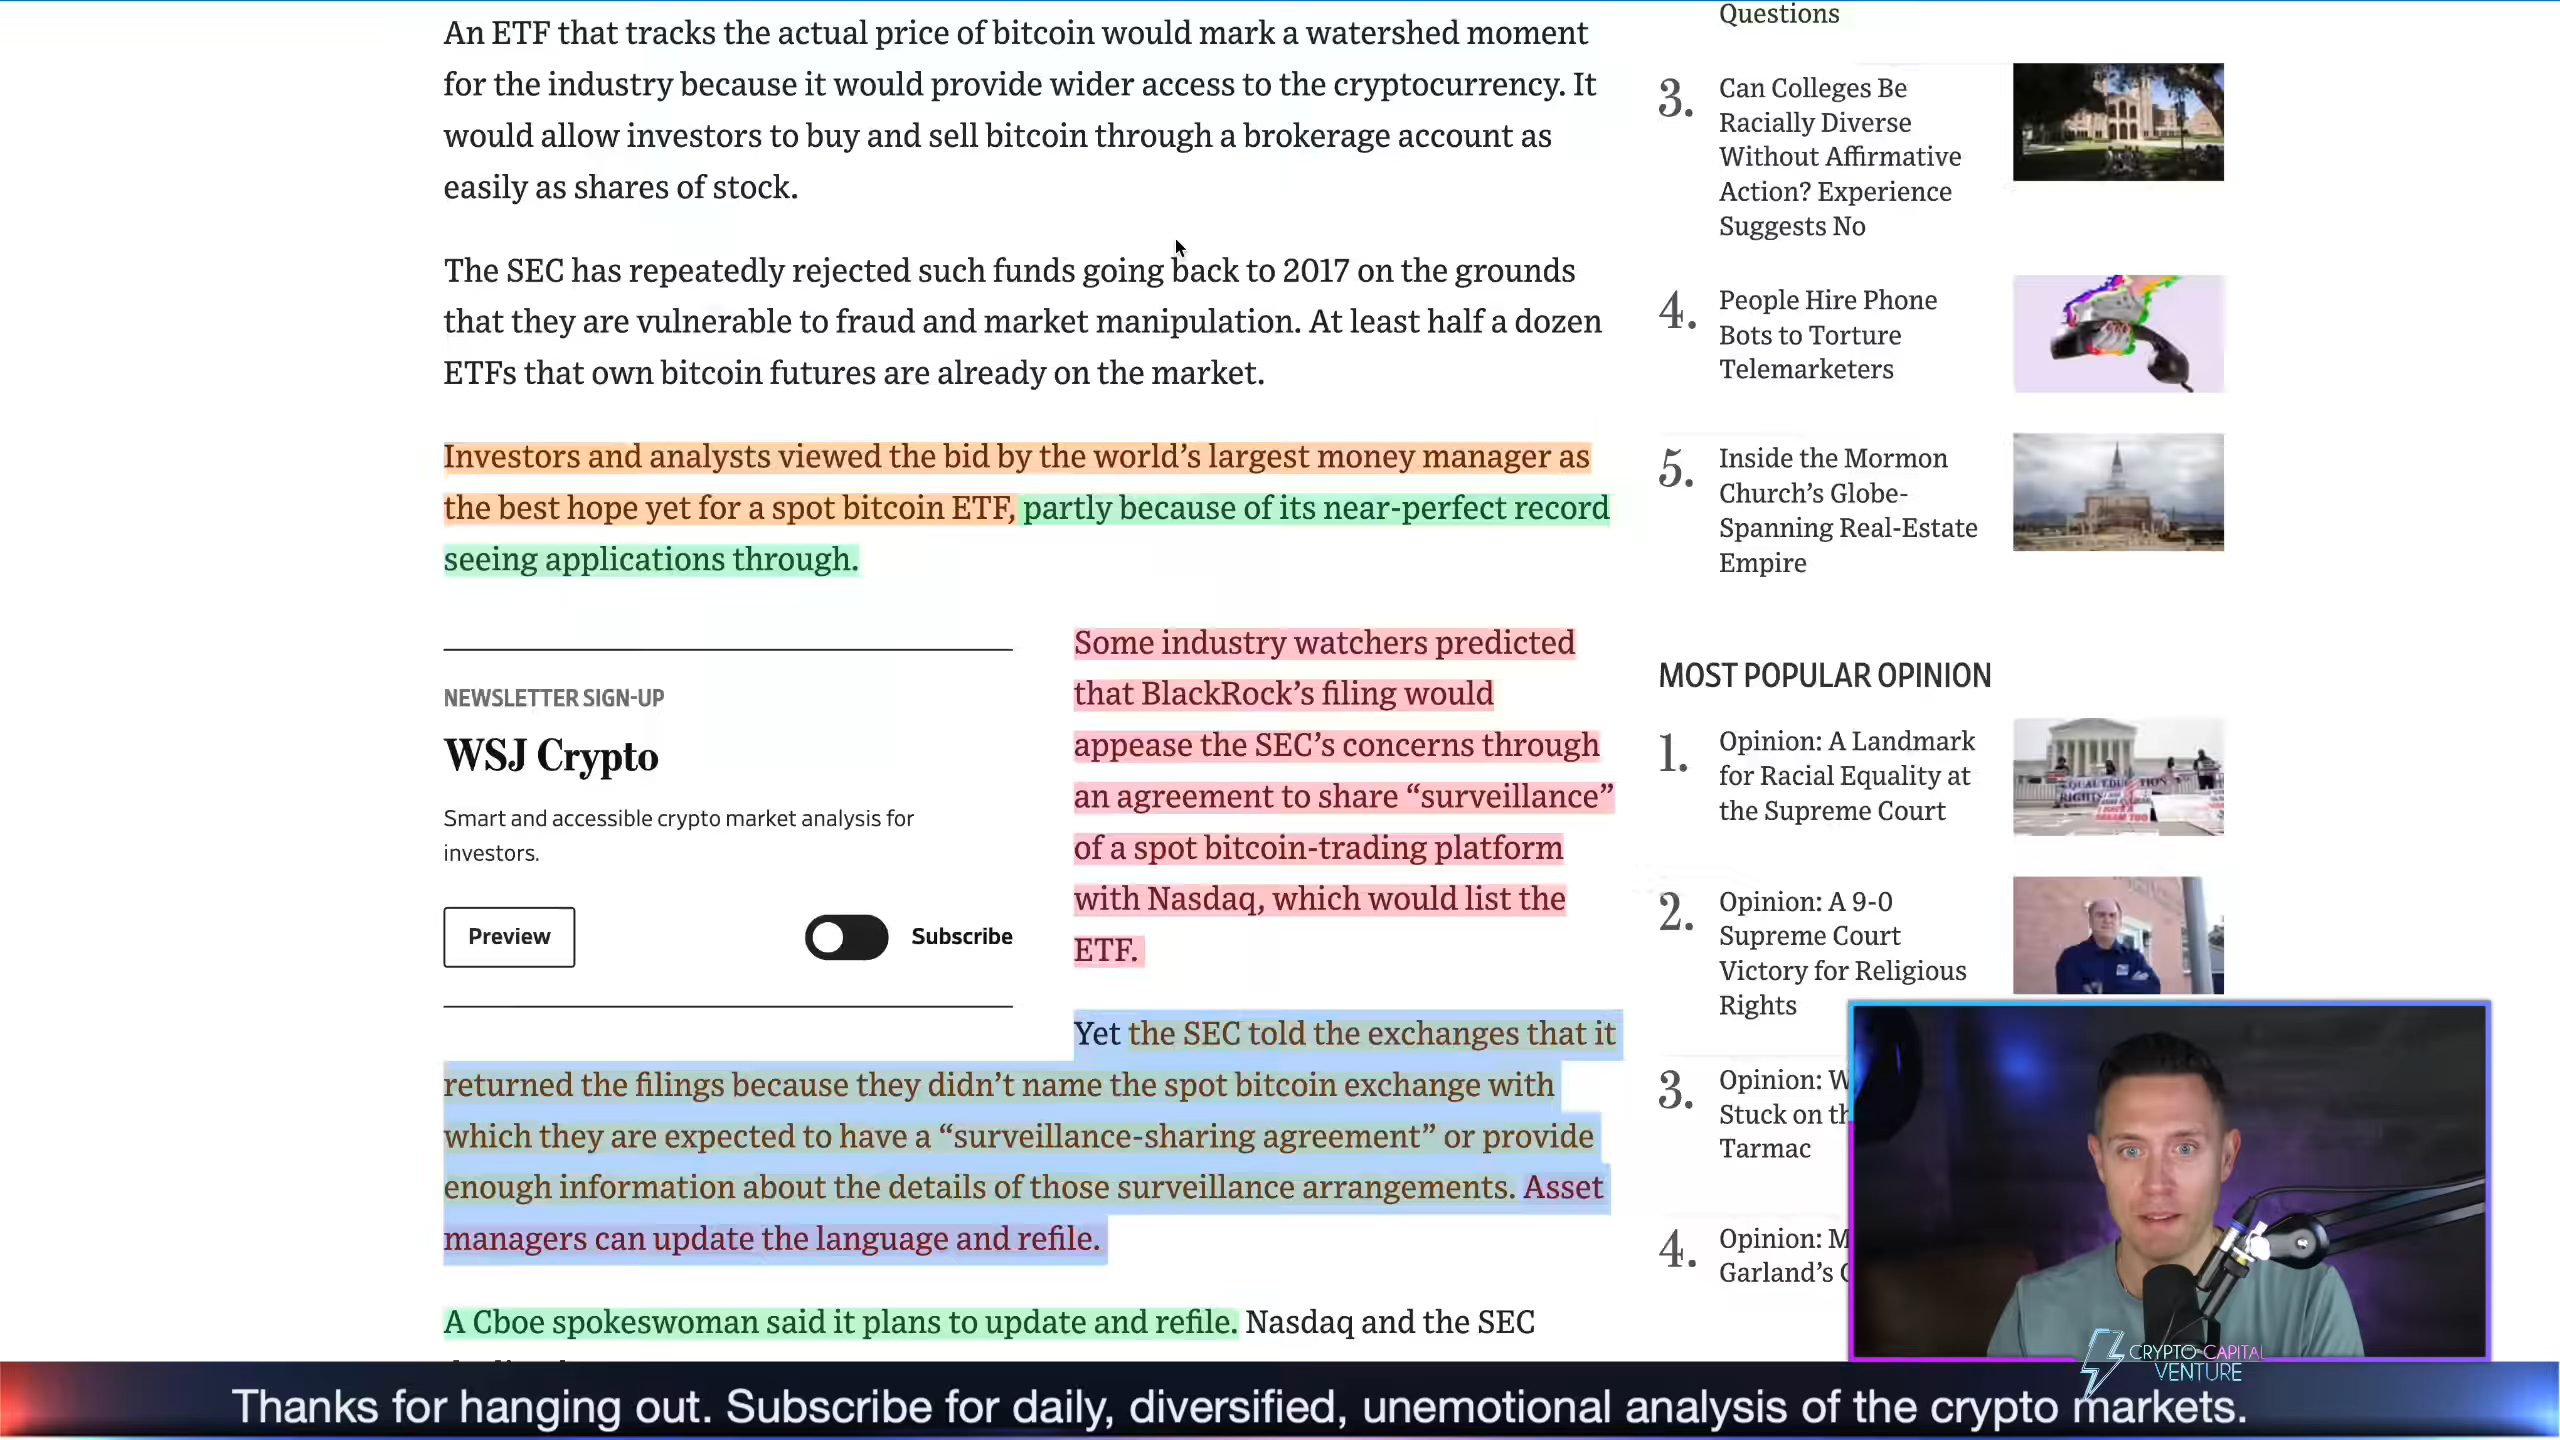 An ETF that tracks the actual price of bitcoin would mark a watershed moment
for the industry because it would provide wider access to the cryptocurrency. It
would allow investors to buy and sell bitcoin through a brokerage account as
easily as shares of stock.
The SEC has repeatedly rejected such funds going back to 2017 on the grounds
that they are vulnerable to fraud and market manipulation. At least half a dozen
ETFs that own bitcoin futures are already on the market.
Investors and analysts viewed the bid by the world’s largest money manager as
the best hope yet for a spot bitcoin ETF, partly because of its near-perfect record
seeing applications through.
NEWSLETTER SIGN-UP
WSJ Crypto
Smart and accessible crypto market analysis for
investors.
Preview
Subscribe
Some industry watchers predicted
that BlackRock’s filing would
appease the SEC’s concerns through
an agreement to share “surveillance”
of a spot bitcoin-trading platform
with Nasdaq, which would list the
ETF.
Yet the SEC told the exchanges that it
returned the filings because they didn’t name the spot bitcoin exchange with
which they are expected to have a “surveillance-sharing agreement” or provide
enough information about the details of those surveillance arrangements. Asset
managers can update the language and refile.
A Cboe spokeswoman said it plans to update and refile. Nasdaq and the SEC
Questions
3. Can Colleges Be
Racially Diverse
Without Affirmative
Action? Experience
Suggests No
4. People Hire Phone
Bots to Torture
Telemarketers
5. Inside the Mormon
Church’s Globe-
Spanning Real-Estate
Empire
MOST POPULAR OPINION
1. Opinion: A Landmark
for Racial Equality at
the Supreme Court
2. Opinion: A 9-0
Supreme Court
Victory for Religious
Rights
3. Opinion: W
Stuck on th
Tarmac
4. Opinion: M
Garland’s
CRYPTO CAPITAL
VENTURE
Thanks for hanging out. Subscribe for daily, diversified, unemotional analysis of the crypto markets.